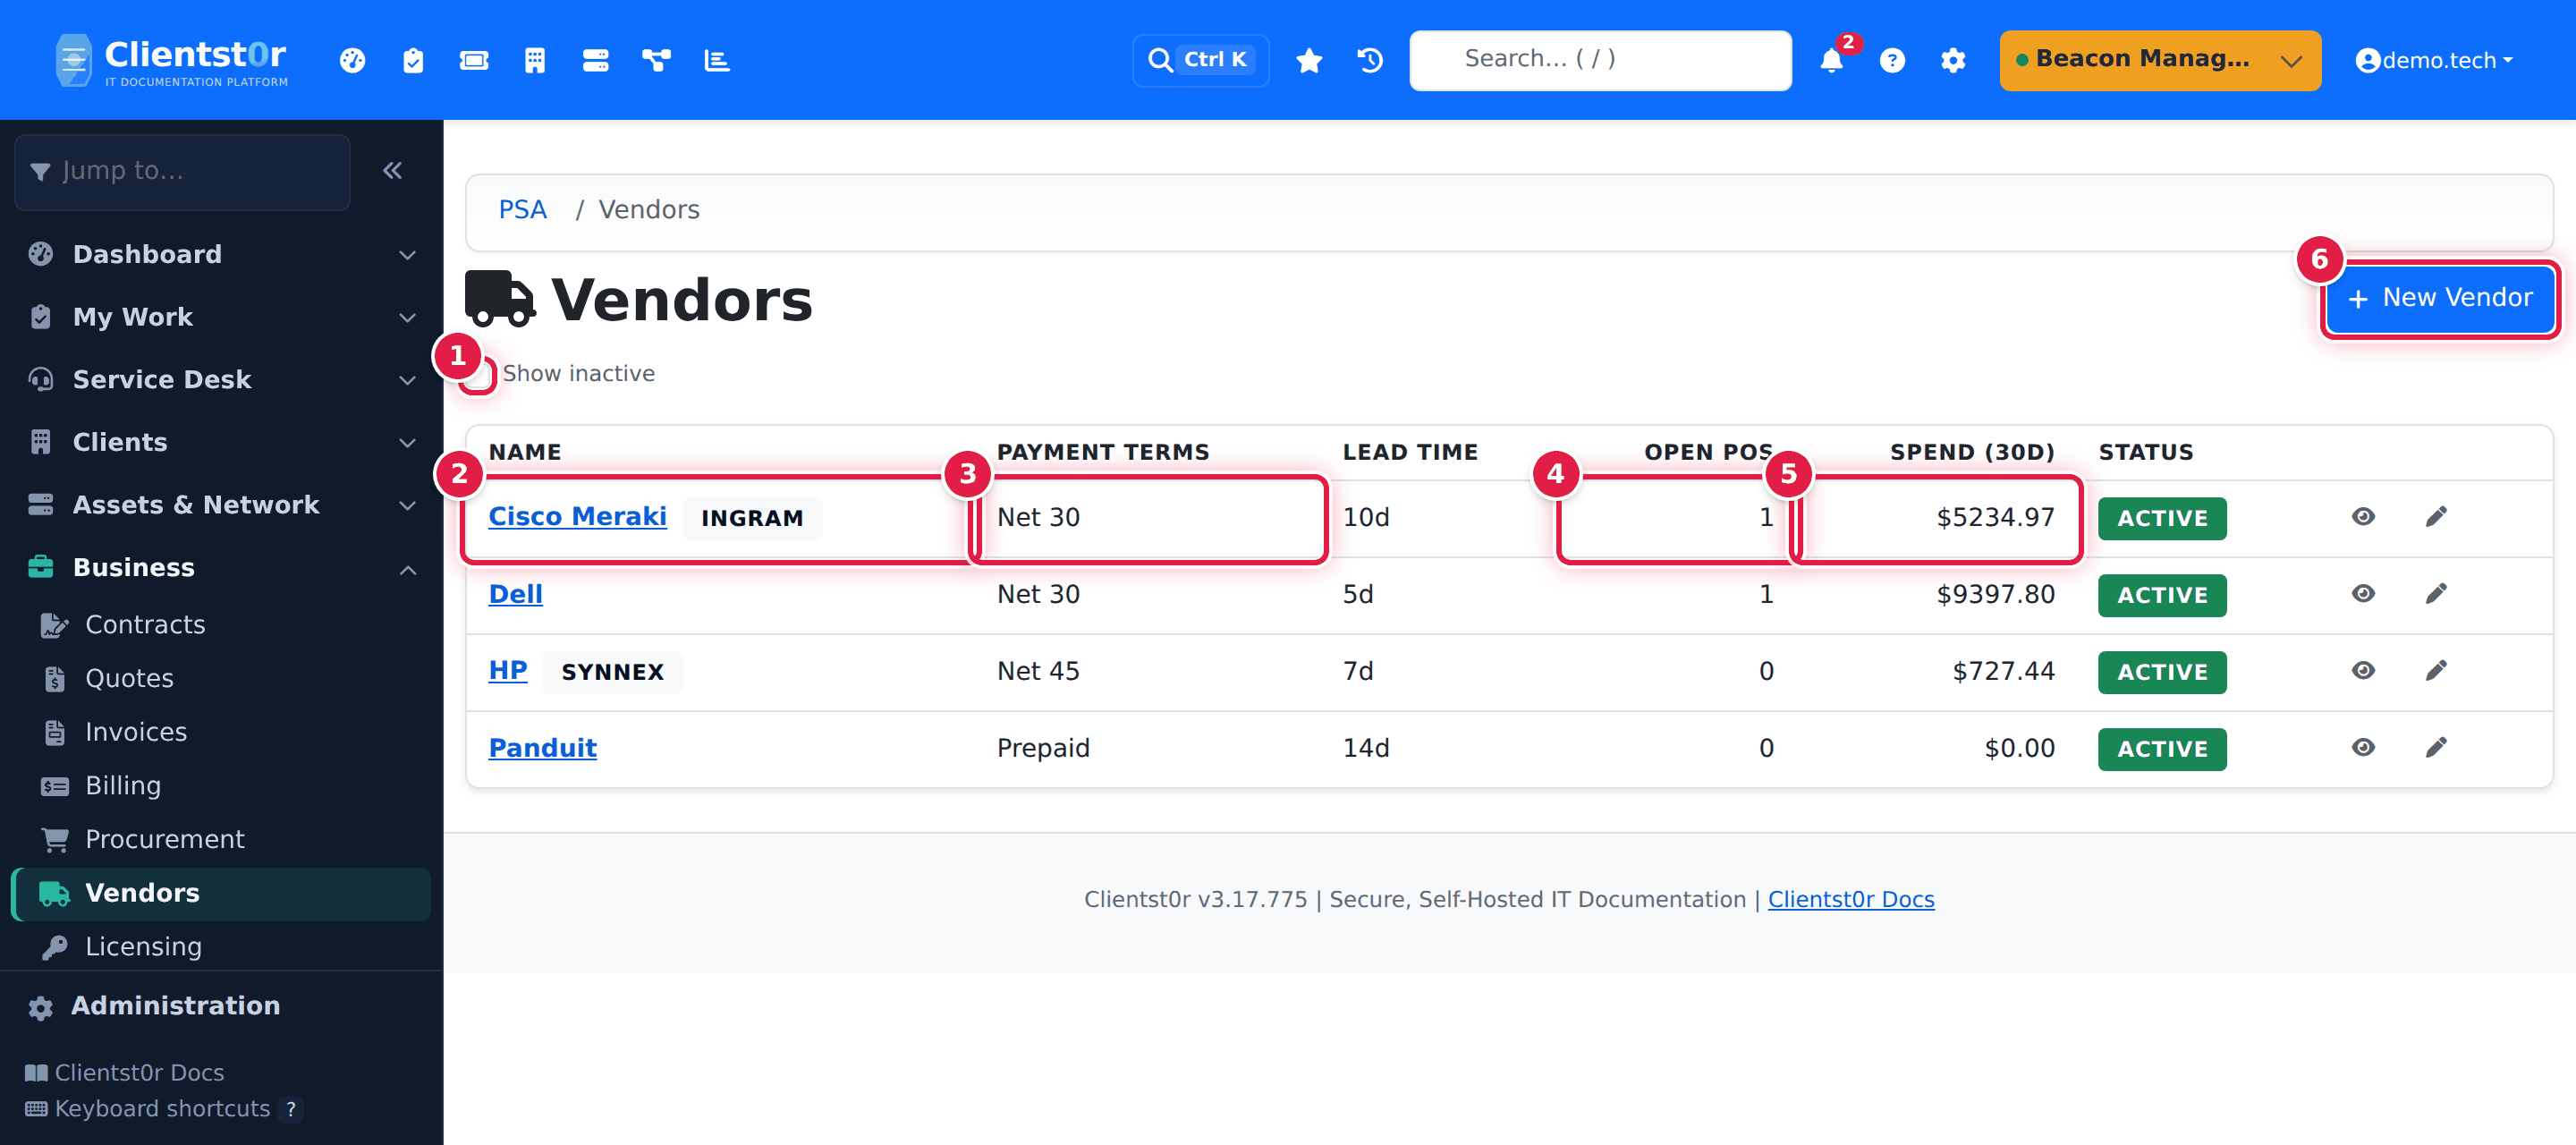 Clientst0r
IT DOCUMENTATION PLATFORM
Ctrl K
Search... ( / )
2
?
Beacon Manag...
demo.tech
Jump to...
Dashboard
My Work
Service Desk
Clients
Assets & Network
Business
Contracts
Quotes
Invoices
Billing
Procurement
Vendors
Licensing
Administration
Clientst0r Docs
Keyboard shortcuts ?
PSA / Vendors
Vendors
6
+ New Vendor
1
Show inactive
NAME PAYMENT TERMS LEAD TIME OPEN POS SPEND (30D) STATUS
2 3 4 5
Cisco Meraki INGRAM Net 30 10d 1 $5234.97 ACTIVE
Dell Net 30 5d 1 $9397.80 ACTIVE
HP SYNNEX Net 45 7d 0 $727.44 ACTIVE
Panduit Prepaid 14d 0 $0.00 ACTIVE
Clientst0r v3.17.775 | Secure, Self-Hosted IT Documentation | Clientst0r Docs